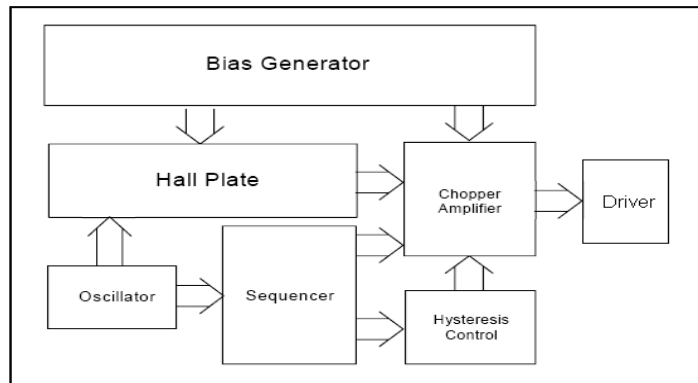 Bias Generator
Hall Plate
Chopper
Amplifier
Driver
Oscillator
Sequencer
Hysteresis
Control